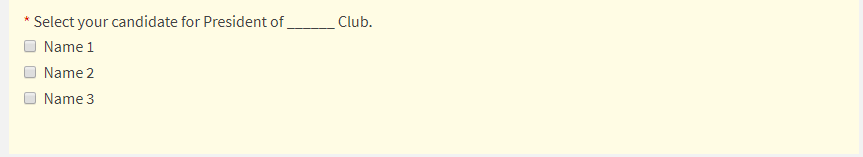 * Select your candidate for President of ______ Club.
Name 1
Name 2
Name 3